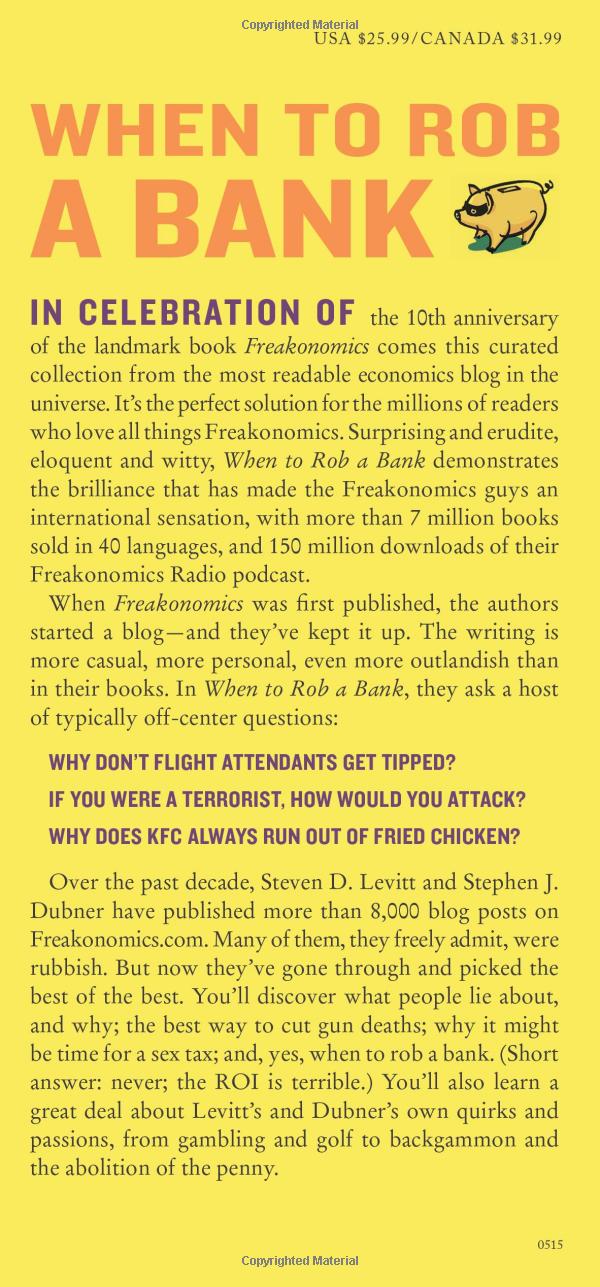 Copyrighted Material
USA $25.99/CANADA $31.99
WHEN TO ROB
A BANK
IN CELEBRATION OF the 10th anniversary
of the landmark book Freakonomics comes this curated
collection from the most readable economics blog in the
universe. It’s the perfect solution for the millions of readers
who love all things Freakonomics. Surprising and erudite,
eloquent and witty, When to Rob a Bank demonstrates
the brilliance that has made the Freakonomics guys an
international sensation, with more than 7 million books
sold in 40 languages, and 150 million downloads of their
Freakonomics Radio podcast.
When Freakonomics was first published, the authors
started a blog—and they’ve kept it up. The writing is
more casual, more personal, even more outlandish than
in their books. In When to Rob a Bank, they ask a host
of typically off-center questions:
WHY DON’T FLIGHT ATTENDANTS GET TIPPED?
IF YOU WERE A TERRORIST, HOW WOULD YOU ATTACK?
WHY DOES KFC ALWAYS RUN OUT OF FRIED CHICKEN?
Over the past decade, Steven D. Levitt and Stephen J.
Dubner have published more than 8,000 blog posts on
Freakonomics.com. Many of them, they freely admit, were
rubbish. But now they’ve gone through and picked the
best of the best. You’ll discover what people lie about,
and why; the best way to cut gun deaths; why it might
be time for a sex tax; and, yes, when to rob a bank. (Short
answer: never; the ROI is terrible.) You’ll also learn a
great deal about Levitt’s and Dubner’s own quirks and
passions, from gambling and golf to backgammon and
the abolition of the penny.
0515
Copyrighted Material